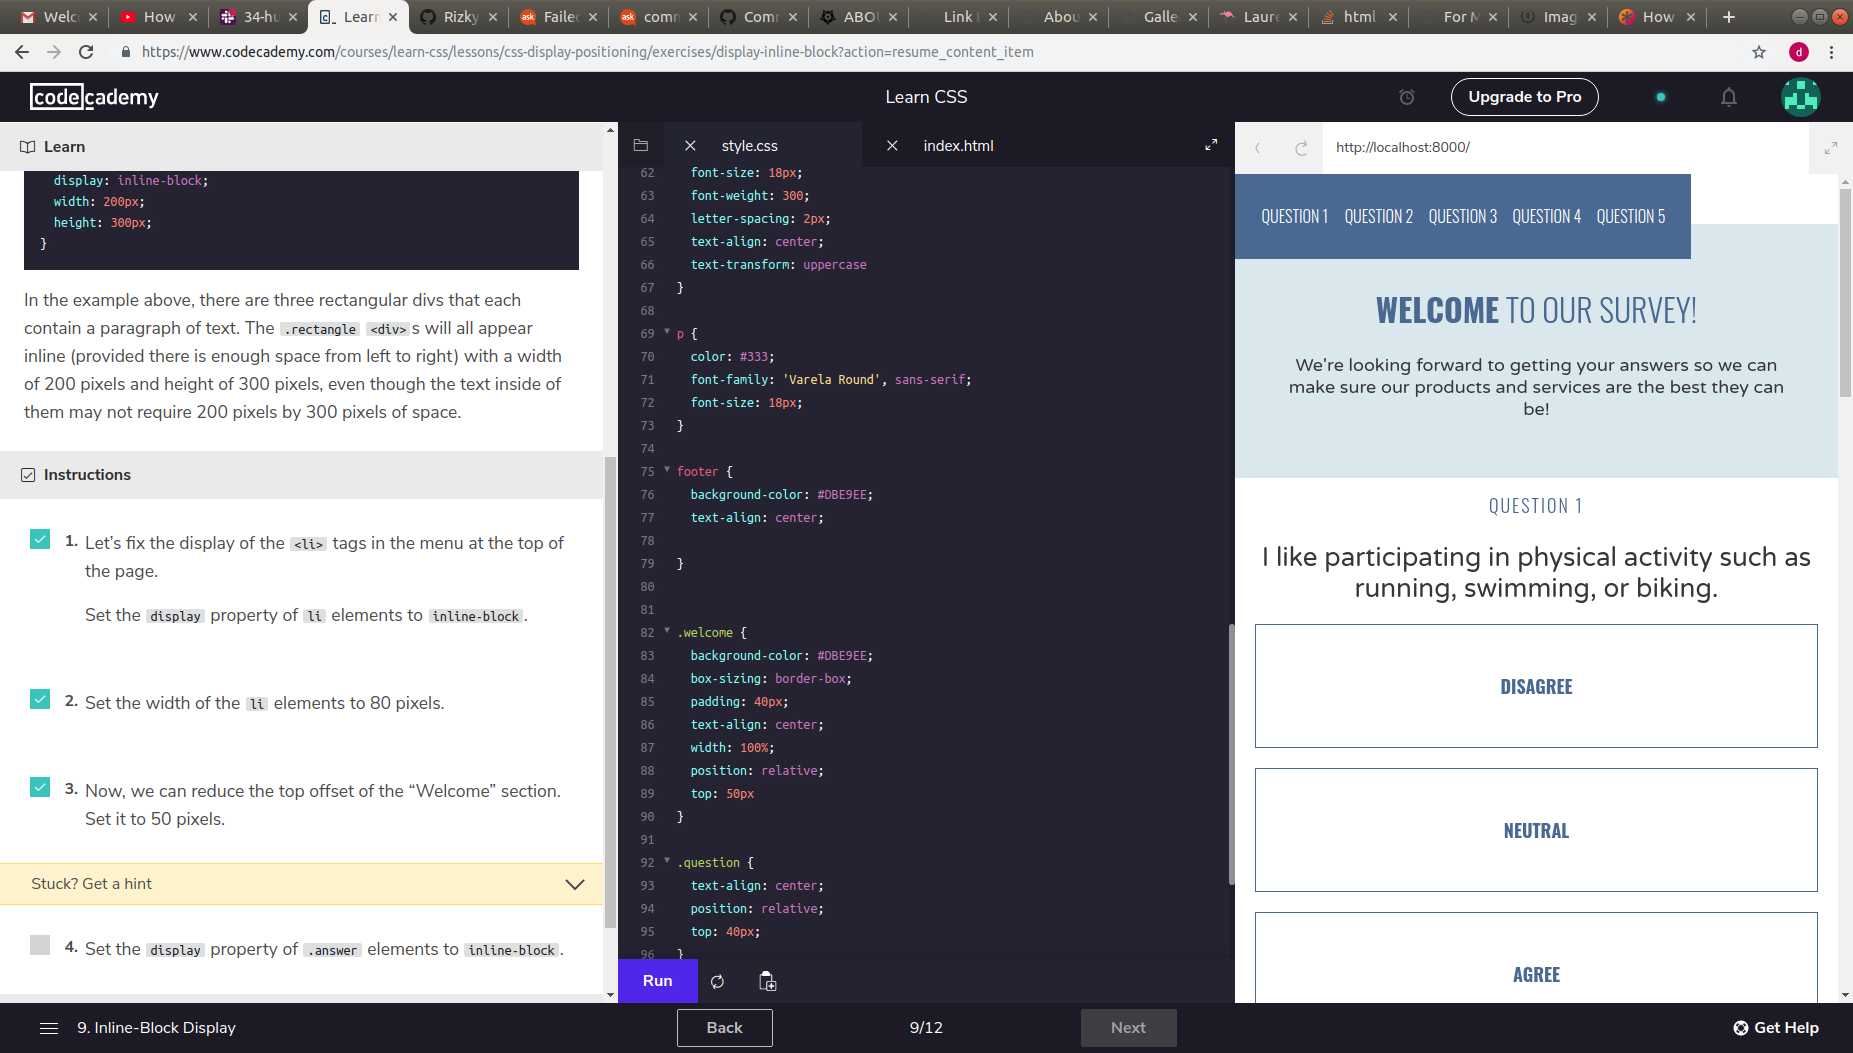 Welc
How
34-hu
Learn
Rizky
Failed
comm
Comm
ABOU
Link
Abou
Galle
Laure
html
For M
Imag
How
https://www.codecademy.com/courses/learn-css/lessons/css-display-positioning/exercises/display-inline-block?action=resume_content_item
d
codecademy
Learn CSS
Upgrade to Pro
Learn
display: inline-block;
width: 200px;
height: 300px;
}
In the example above, there are three rectangular divs that each
contain a paragraph of text. The .rectangle <div>s will all appear
inline (provided there is enough space from left to right) with a width
of 200 pixels and height of 300 pixels, even though the text inside of
them may not require 200 pixels by 300 pixels of space.
Instructions
1. Let's fix the display of the <li> tags in the menu at the top of
the page.
Set the display property of li elements to inline-block.
2. Set the width of the li elements to 80 pixels.
3. Now, we can reduce the top offset of the “Welcome” section.
Set it to 50 pixels.
Stuck? Get a hint
4. Set the display property of .answer elements to inline-block.
style.css
index.html
62 font-size: 18px;
63 font-weight: 300;
64 letter-spacing: 2px;
65 text-align: center;
66 text-transform: uppercase
67 }
68
69 p {
70 color: #333;
71 font-family: 'Varela Round', sans-serif;
72 font-size: 18px;
73 }
74
75 footer {
76 background-color: #DBE9EE;
77 text-align: center;
78
79 }
80
81
82 .welcome {
83 background-color: #DBE9EE;
84 box-sizing: border-box;
85 padding: 40px;
86 text-align: center;
87 width: 100%;
88 position: relative;
89 top: 50px
90 }
91
92 .question {
93 text-align: center;
94 position: relative;
95 top: 40px;
96 }
Run
http://localhost:8000/
QUESTION 1 QUESTION 2 QUESTION 3 QUESTION 4 QUESTION 5
WELCOME TO OUR SURVEY!
We're looking forward to getting your answers so we can
make sure our products and services are the best they can
be!
QUESTION 1
I like participating in physical activity such as
running, swimming, or biking.
DISAGREE
NEUTRAL
AGREE
9. Inline-Block Display
Back
9/12
Next
Get Help